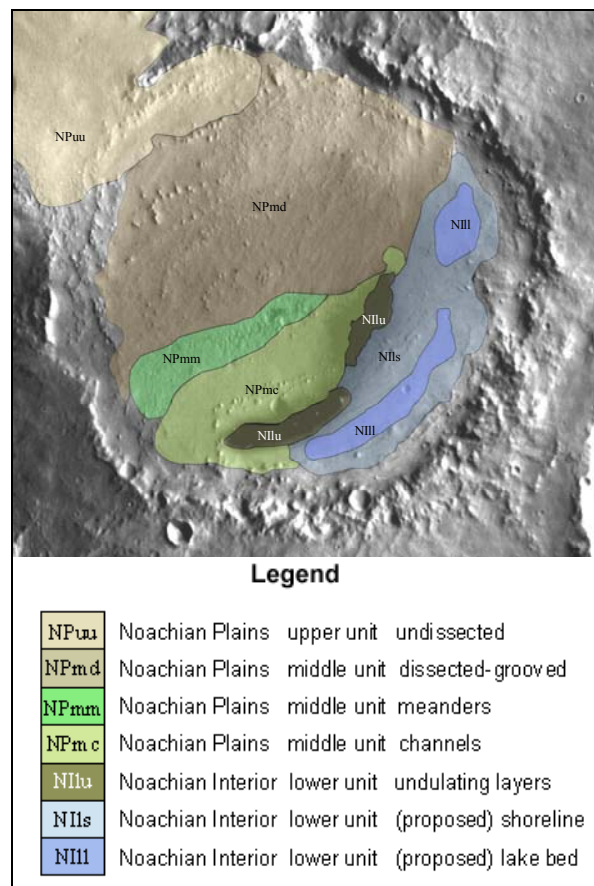 NPuu
NPmd
NIll
NIlu
NPmm
NIls
NPmc
NIlu
NIll
Legend
NPuu Noachian Plains upper unit undissected
NPmd Noachian Plains middle unit dissected-grooved
NPmm Noachian Plains middle unit meanders
NPmc Noachian Plains middle unit channels
NIlu Noachian Interior lower unit undulating layers
NIls Noachian Interior lower unit (proposed) shoreline
NIll Noachian Interior lower unit (proposed) lake bed